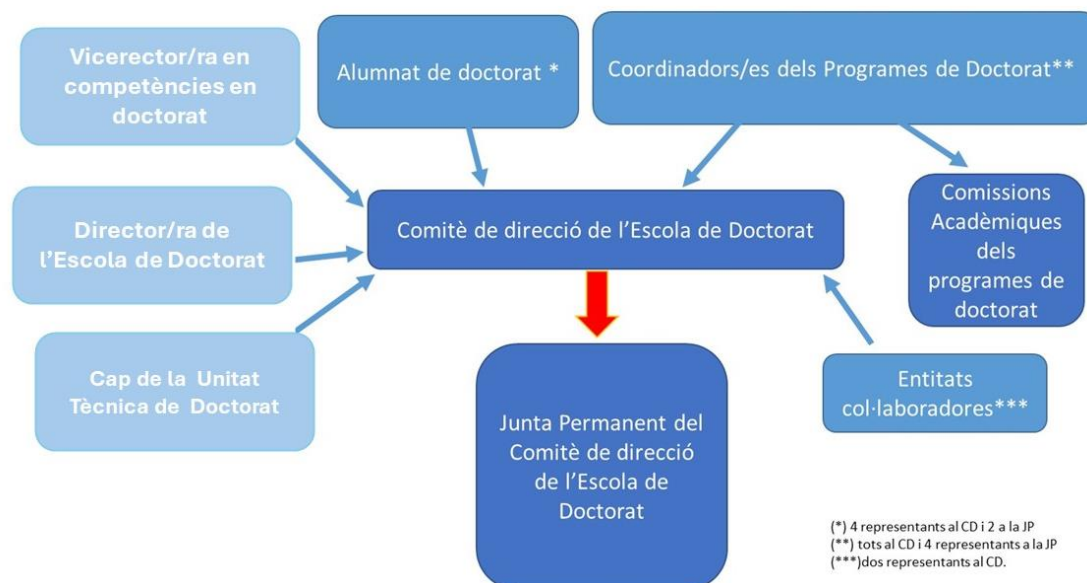 Vicerector/ra en
competències en
doctorat
Alumnat de doctorat *
Coordinadors/es dels Programes de Doctorat**
Director/ra de
l’Escola de Doctorat
Comitè de direcció de l’Escola de Doctorat
Comissions
Acadèmiques
dels
programes de
doctorat
Cap de la Unitat
Tècnica de Doctorat
Junta Permanent del
Comitè de direcció
de l’Escola de
Doctorat
Entitats
col·laboradores***
(*) 4 representants al CD i 2 a la JP
(**) tots al CD i 4 representants a la JP
(***)dos representants al CD.